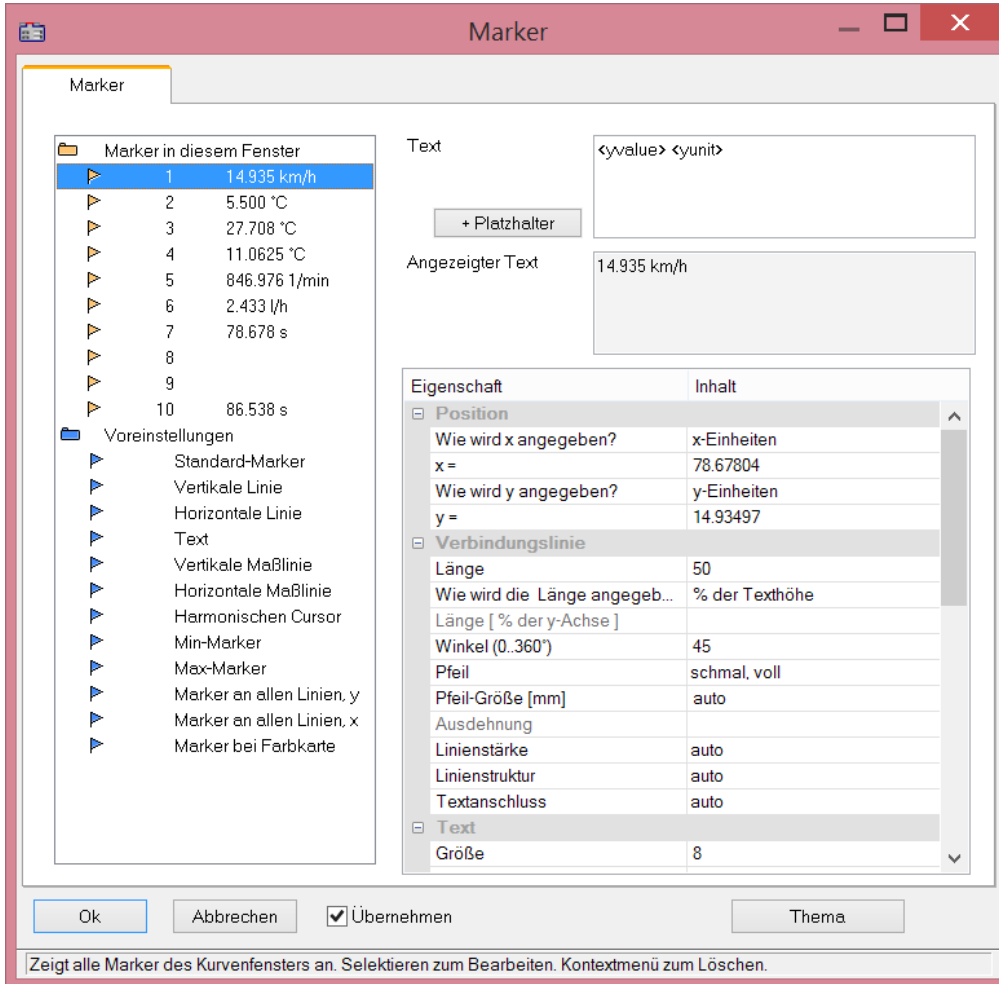 Marker
Marker
Marker in diesem Fenster
1 14.935 km/h
2 5.500 °C
3 27.708 °C
4 11.0625 °C
5 846.976 1/min
6 2.433 l/h
7 78.678 s
8
9
10 86.538 s
Voreinstellungen
Standard-Marker
Vertikale Linie
Horizontale Linie
Text
Vertikale Maßlinie
Horizontale Maßlinie
Harmonischen Cursor
Min-Marker
Max-Marker
Marker an allen Linien, y
Marker an allen Linien, x
Marker bei Farbkarte
Text
<yvalue> <yunit>
+ Platzhalter
Angezeigter Text
14.935 km/h
Eigenschaft Inhalt
Position
Wie wird x angegeben? x-Einheiten
x = 78.67804
Wie wird y angegeben? y-Einheiten
y = 14.93497
Verbindungslinie
Länge 50
Wie wird die Länge angegeb... % der Texthöhe
Länge [ % der y-Achse ]
Winkel (0..360°) 45
Pfeil schmal, voll
Pfeil-Größe [mm] auto
Ausdehnung
Linienstärke auto
Linienstruktur auto
Textanschluss auto
Text
Größe 8
Ok Abbrechen Übernehmen Thema
Zeigt alle Marker des Kurvenfensters an. Selektieren zum Bearbeiten. Kontextmenü zum Löschen.